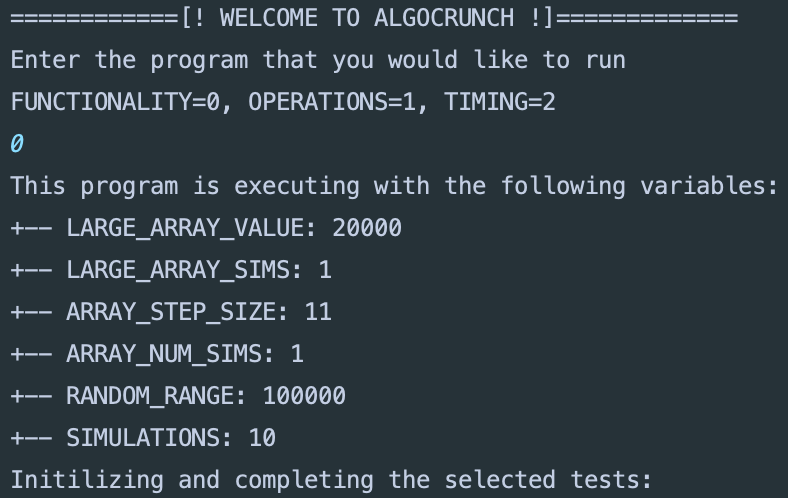 ============[! WELCOME TO ALGOCRUNCH !]=============
Enter the program that you would like to run
FUNCTIONALITY=0, OPERATIONS=1, TIMING=2
0
This program is executing with the following variables:
+-- LARGE_ARRAY_VALUE: 20000
+-- LARGE_ARRAY_SIMS: 1
+-- ARRAY_STEP_SIZE: 11
+-- ARRAY_NUM_SIMS: 1
+-- RANDOM_RANGE: 100000
+-- SIMULATIONS: 10
Initilizing and completing the selected tests: